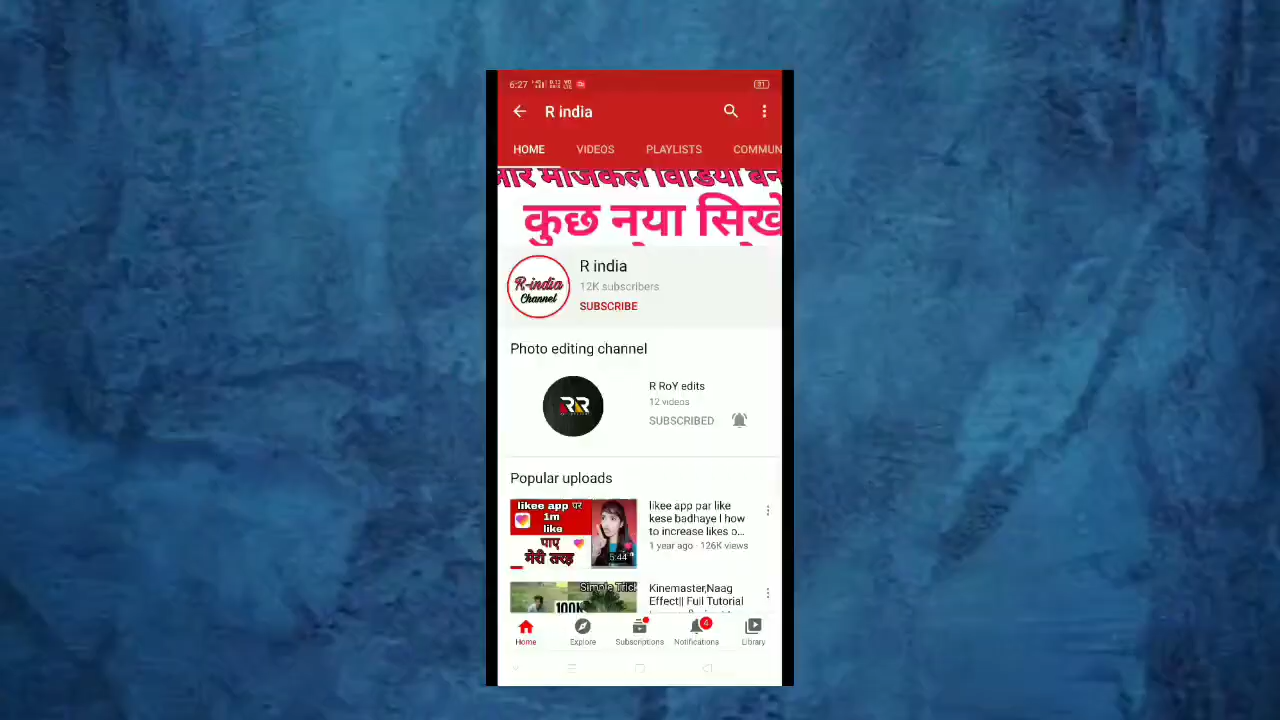 6:27
31
R india
HOME VIDEOS PLAYLISTS COMMUN
कुछ नया सिखे
R-india
Channel
R india
12K subscribers
SUBSCRIBE
Photo editing channel
RR
R RoY edits
12 videos
SUBSCRIBED
Popular uploads
likee app पर
1m
like
पाए
मेरी तरह
5:44
likee app par like
kese badhaye l how
to increase likes o...
1 year ago · 126K views
Simple Trick
100K
Kinemaster,Naag
Effect|| Full Tutorial
4
Home Explore Subscriptions Notifications Library